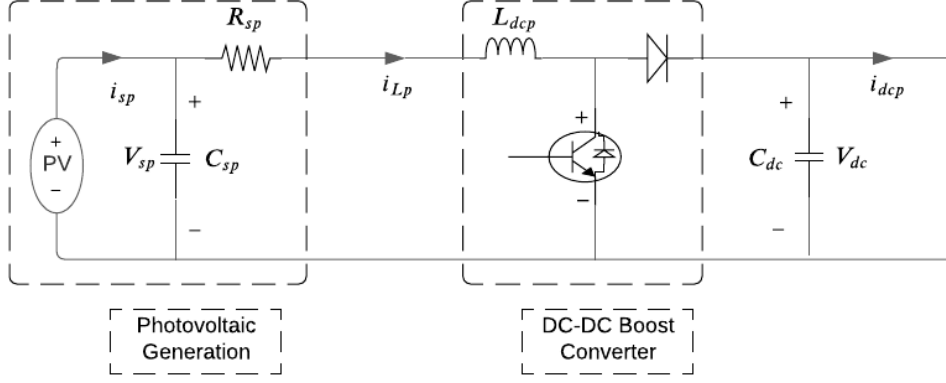 R_sp
L_dcp
i_sp
i_Lp
i_dcp
+
+
+
+
PV
−
V_sp
C_sp
C_dc
V_dc
−
−
−
Photovoltaic
Generation
DC-DC Boost
Converter